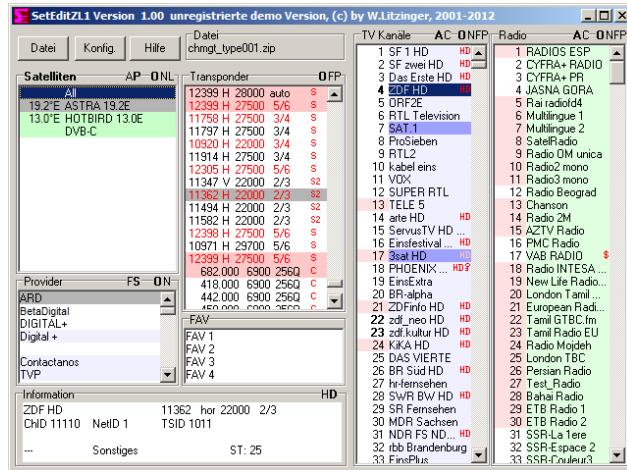 SetEditZL1 Version 1.00 unregistrierte demo Version, (c) by W.Litzinger, 2001-2012
Datei
Konfig.
Hilfe
Datei
chmgt_type001.zip
Satelliten AP ONL
All
19.2°E ASTRA 19.2E
13.0°E HOTBIRD 13.0E
DVB-C
Transponder OFP
12399 H 28000 auto S
12399 H 27500 5/6 S
11758 H 27500 3/4 S
11797 H 27500 3/4 S
10920 H 22000 3/4 S
11914 H 27500 3/4 S
12305 H 27500 5/6 S
11347 V 22000 2/3 S2
11362 H 22000 2/3 S2
11494 H 22000 2/3 S2
11582 H 22000 2/3 S2
12398 H 27500 5/6 S
10971 H 29700 5/6 S
12399 H 27500 5/6 S
682.000 6900 256Q C
418.000 6900 256Q C
442.000 6900 256Q C
Provider FS ON
ARD
BetaDigital
DIGITAL+
Digital +
Contactanos
TVP
FAV
FAV 1
FAV 2
FAV 3
FAV 4
Information HD
ZDF HD 11362 hor 22000 2/3
ChID 11110 NetID 1 TSID 1011
--- Sonstiges ST: 25
TV Kanäle AC ONFP
1 SF 1 HD HD
2 SF zwei HD HD
3 Das Erste HD HD
4 ZDF HD HD
5 ORF2E
6 RTL Television
7 SAT.1
8 ProSieben
9 RTL2
10 kabel eins
11 VOX
12 SUPER RTL
13 TELE 5
14 arte HD HD
15 ServusTV HD ...
16 Einsfestival ... HD
17 3sat HD HD
18 PHOENIX ... HD
19 EinsExtra
20 BR-alpha
21 ZDFinfo HD HD
22 zdf_neo HD HD
23 zdf.kultur HD HD
24 KiKA HD HD
25 DAS VIERTE
26 BR Süd HD HD
27 hr-fernsehen
28 SWR BW HD HD
29 SR Fernsehen
30 MDR Sachsen
31 NDR FS ND... HD
32 rbb Brandenburg
33 EinsPlus
Radio AC ONFP
1 RADIOS ESP
2 CYFRA+ RADIO
3 CYFRA+ PR
4 JASNA GORA
5 Rai radiofd4
6 Multilingue 1
7 Multilingue 2
8 SatelRadio
9 Radio OM unica
10 Radio2 mono
11 Radio3 mono
12 Radio Beograd
13 Chanson
14 Radio 2M
15 AZTV Radio
16 PMC Radio
17 VAB RADIO $
18 Radio INTESA ...
19 New Life Radio...
20 London Tamil ...
21 European Radi...
22 Tamil GTBC.fm
23 Tamil Radio EU
24 Radio Mojdeh
25 London TBC
26 Persian Radio
27 Test_Radio
28 Bahai Radio
29 ETB Radio 1
30 ETB Radio 2
31 SSR-La 1ere
32 SSR-Espace 2
33 SSR-Couleur3